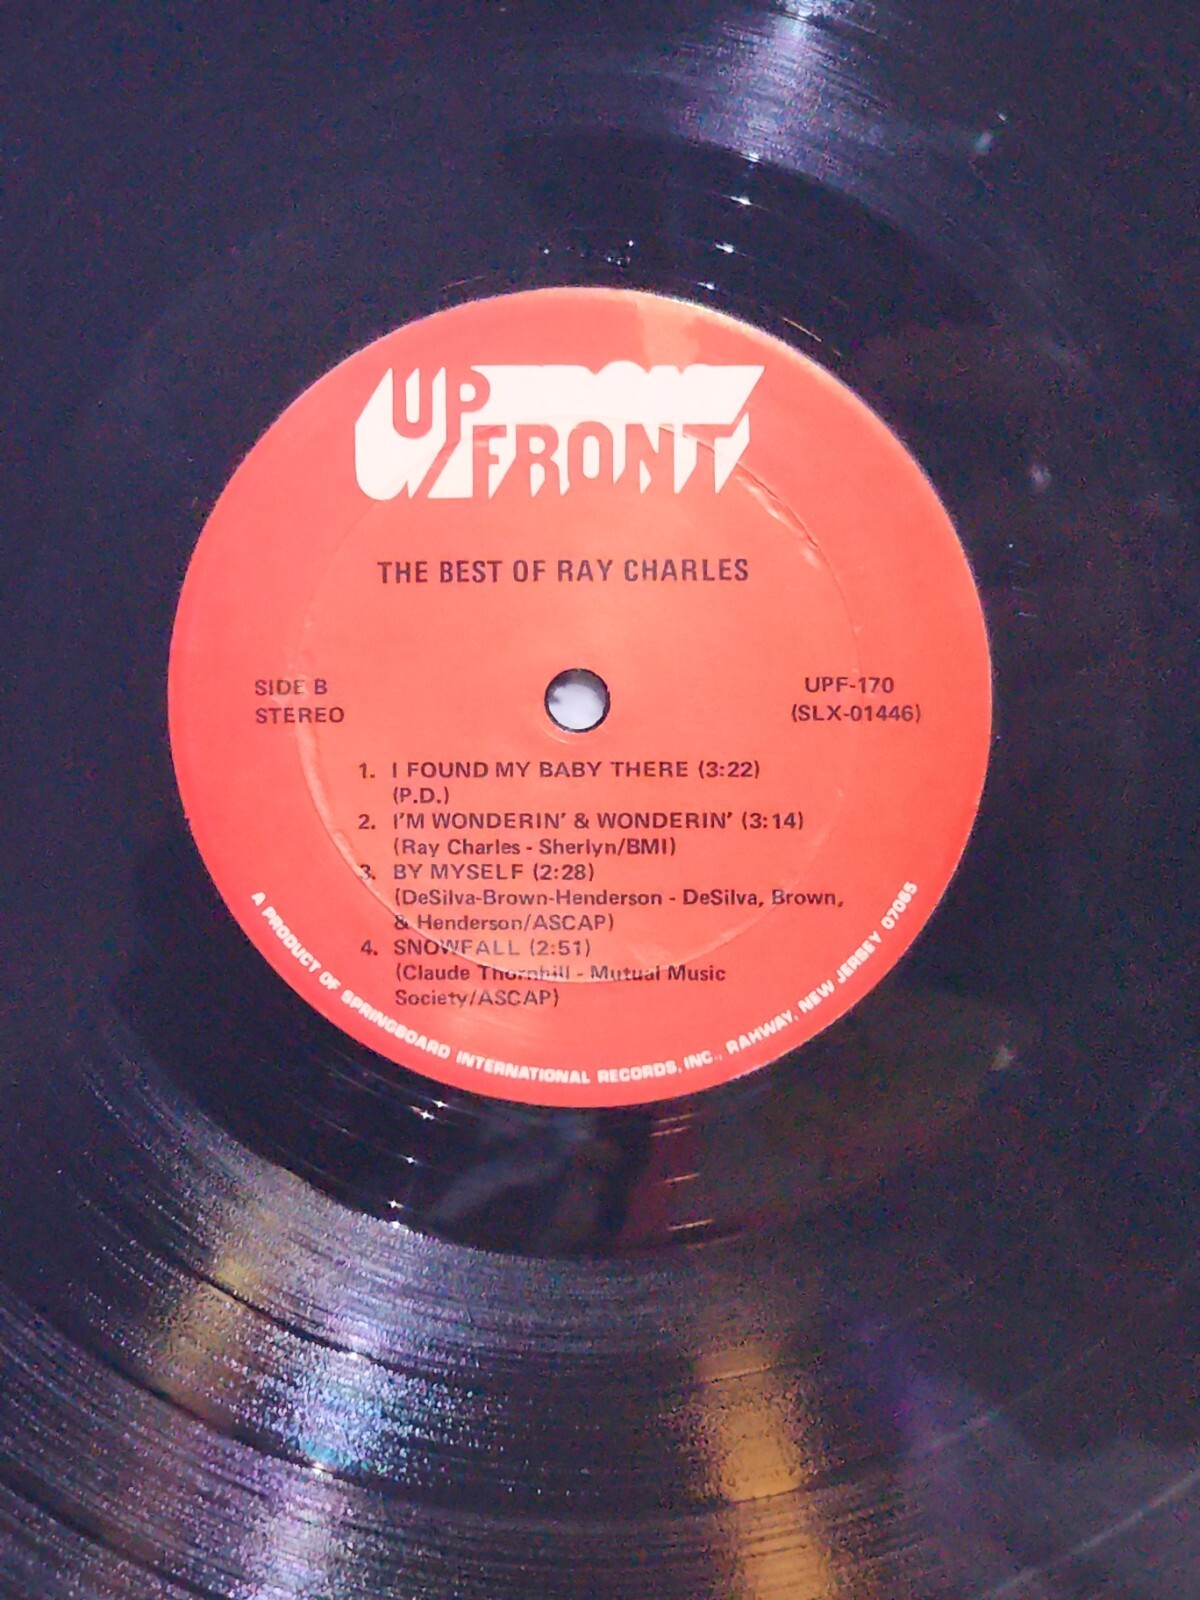 UP
FRONT
THE BEST OF RAY CHARLES
SIDE B
STEREO
UPF-170
(SLX-01446)
1. I FOUND MY BABY THERE (3:22)
(P.D.)
2. I'M WONDERIN' & WONDERIN' (3:14)
(Ray Charles - Sherlyn/BMI)
3. BY MYSELF (2:28)
(DeSilva-Brown-Henderson - DeSilva, Brown,
& Henderson/ASCAP)
4. SNOWFALL (2:51)
(Claude Thornhill - Mutual Music
Society/ASCAP)
A PRODUCT OF SPRINGBOARD INTERNATIONAL RECORDS, INC., RAHWAY, NEW JERSEY 07065